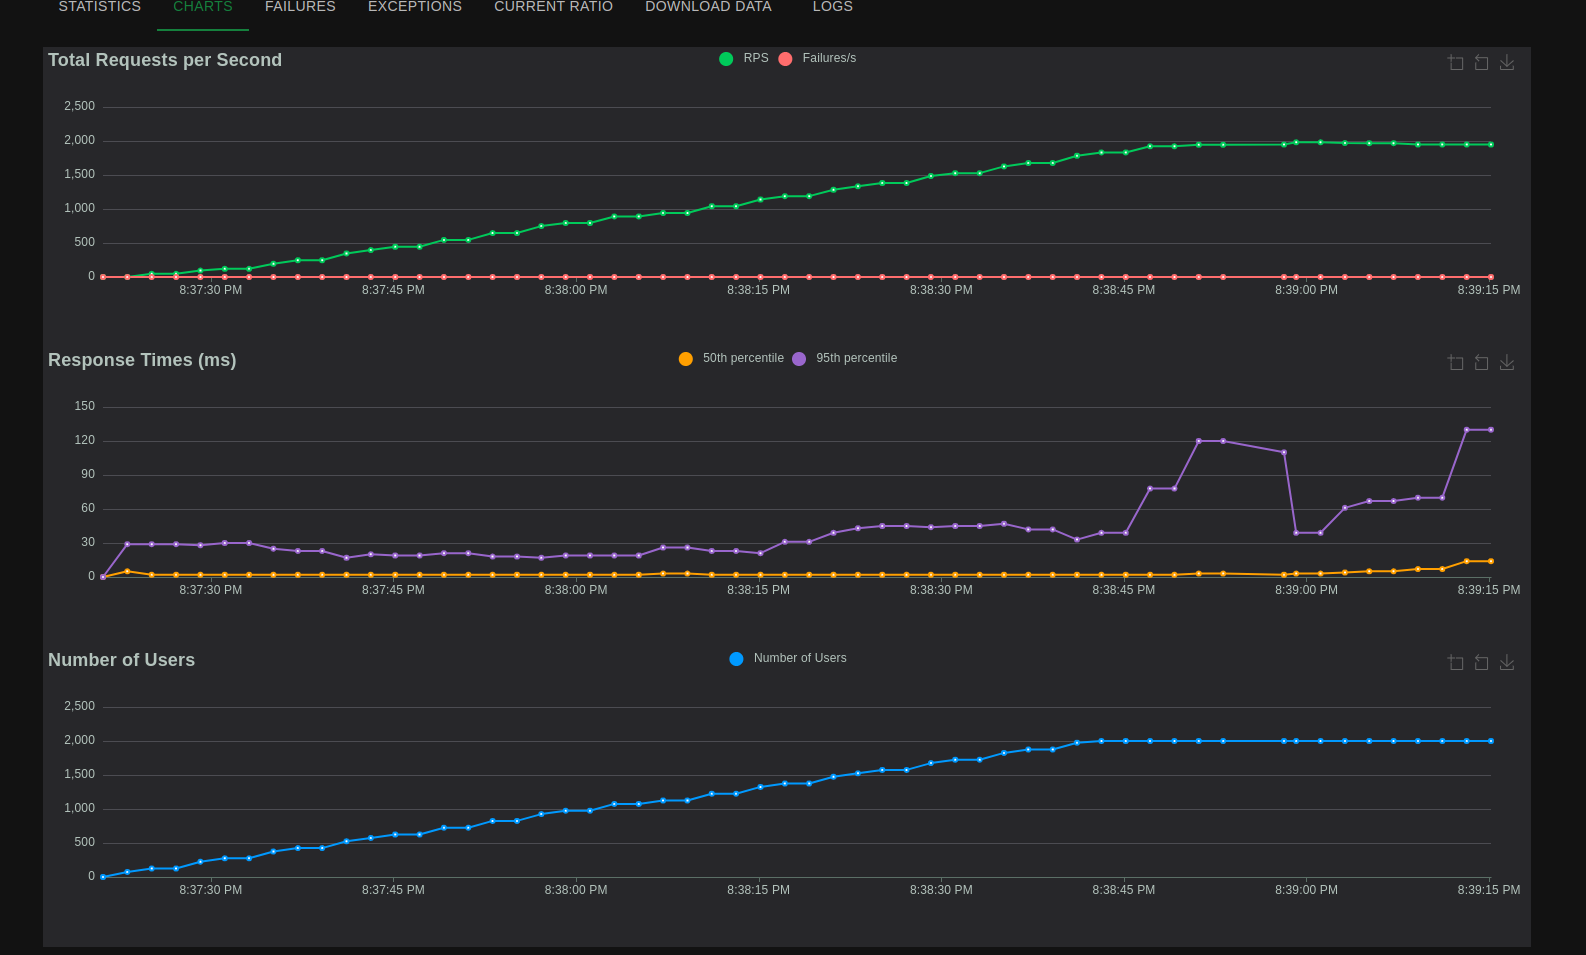 STATISTICS CHARTS FAILURES EXCEPTIONS CURRENT RATIO DOWNLOAD DATA LOGS
Total Requests per Second
RPS Failures/s
2,500
2,000
1,500
1,000
500
0
8:37:30 PM 8:37:45 PM 8:38:00 PM 8:38:15 PM 8:38:30 PM 8:38:45 PM 8:39:00 PM 8:39:15 PM
Response Times (ms)
50th percentile 95th percentile
150
120
90
60
30
0
8:37:30 PM 8:37:45 PM 8:38:00 PM 8:38:15 PM 8:38:30 PM 8:38:45 PM 8:39:00 PM 8:39:15 PM
Number of Users
Number of Users
2,500
2,000
1,500
1,000
500
0
8:37:30 PM 8:37:45 PM 8:38:00 PM 8:38:15 PM 8:38:30 PM 8:38:45 PM 8:39:00 PM 8:39:15 PM